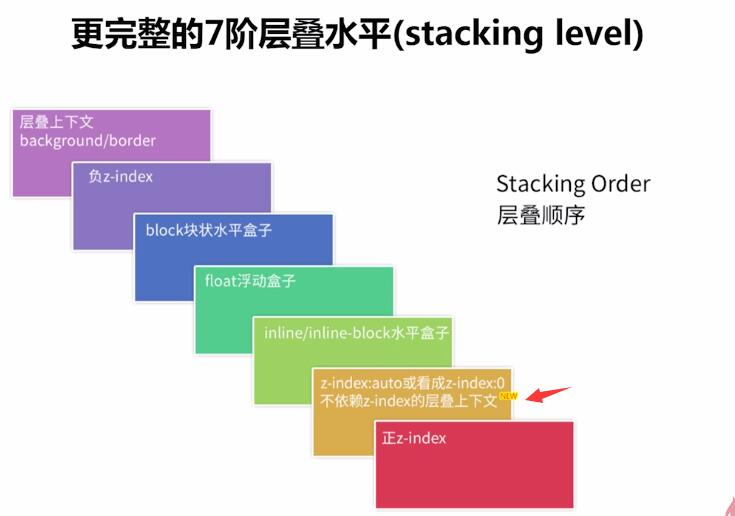 更完整的7阶层叠水平(stacking level)
层叠上下文
background/border
负z-index
block块状水平盒子
float浮动盒子
inline/inline-block水平盒子
z-index:auto或看成z-index:0
不依赖z-index的层叠上下文
NEW
正z-index
Stacking Order
层叠顺序